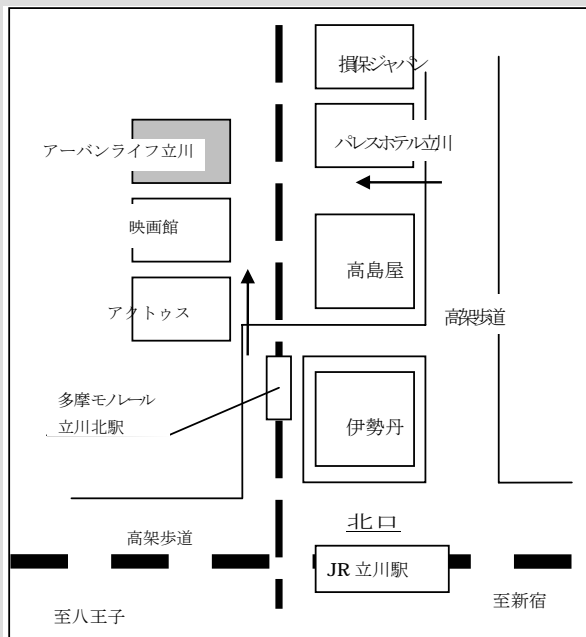 損保ジャパン
アーバンライフ立川
パレスホテル立川
映画館
高島屋
アクトゥス
高架歩道
多摩モノレール
立川北駅
伊勢丹
北口
高架歩道
JR 立川駅
至八王子
至新宿